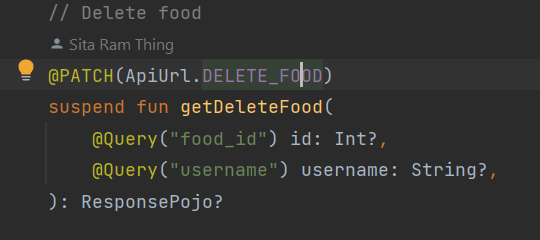 // Delete food
Sita Ram Thing
@PATCH(ApiUrl.DELETE_FOOD)
suspend fun getDeleteFood(
@Query("food_id") id: Int?,
@Query("username") username: String?,
): ResponsePojo?